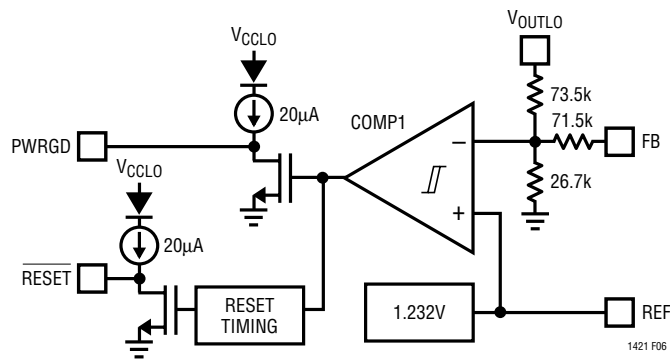 VOUTLO
VCCLO
73.5k
20µA
COMP1
71.5k
PWRGD
−
FB
VCCLO
26.7k
+
20µA
RESET
RESET
TIMING
1.232V
REF
1421 F06